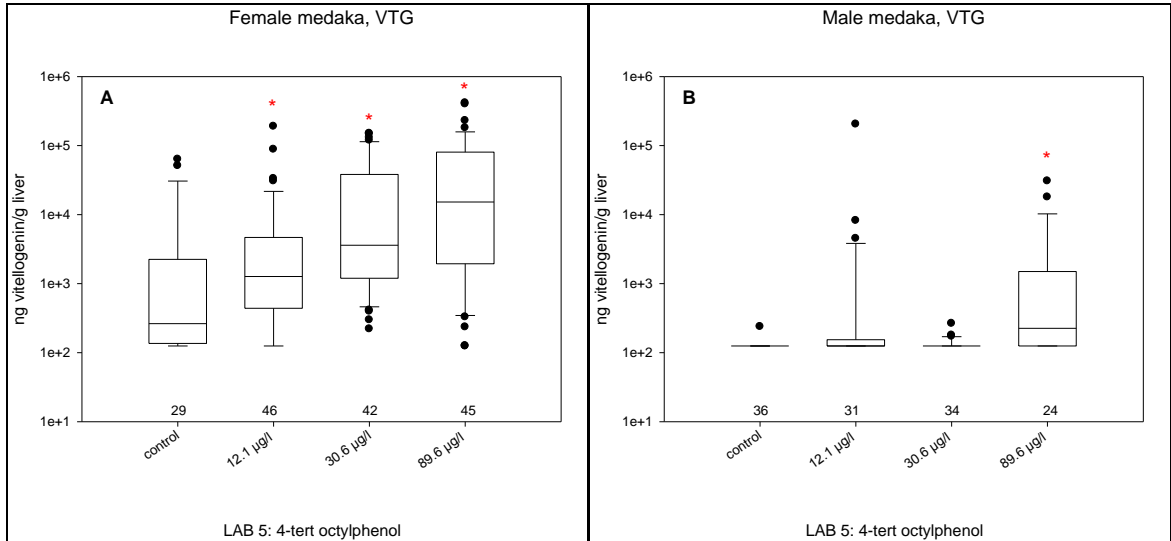 Female medaka, VTG
1e+6
A
*
*
*
1e+5
1e+4
1e+3
1e+2
1e+1
ng vitellogenin/g liver
29
46
42
45
control
12.1 µg/l
30.6 µg/l
89.6 µg/l
LAB 5: 4-tert octylphenol
Male medaka, VTG
1e+6
B
*
1e+5
1e+4
1e+3
1e+2
1e+1
ng vitellogenin/g liver
36
31
34
24
control
12.1 µg/l
30.6 µg/l
89.6 µg/l
LAB 5: 4-tert octylphenol